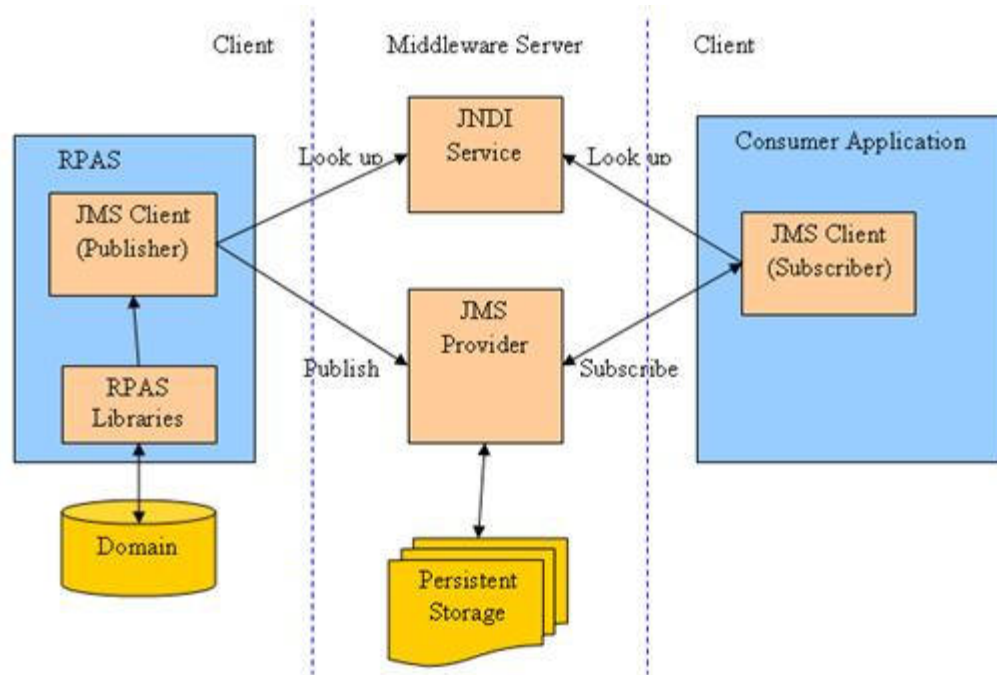 Client
Middleware Server
Client
RPAS
JMS Client
(Publisher)
RPAS
Libraries
Domain
Look up
Publish
JNDI
Service
JMS
Provider
Persistent
Storage
Look up
Subscribe
Consumer Application
JMS Client
(Subscriber)